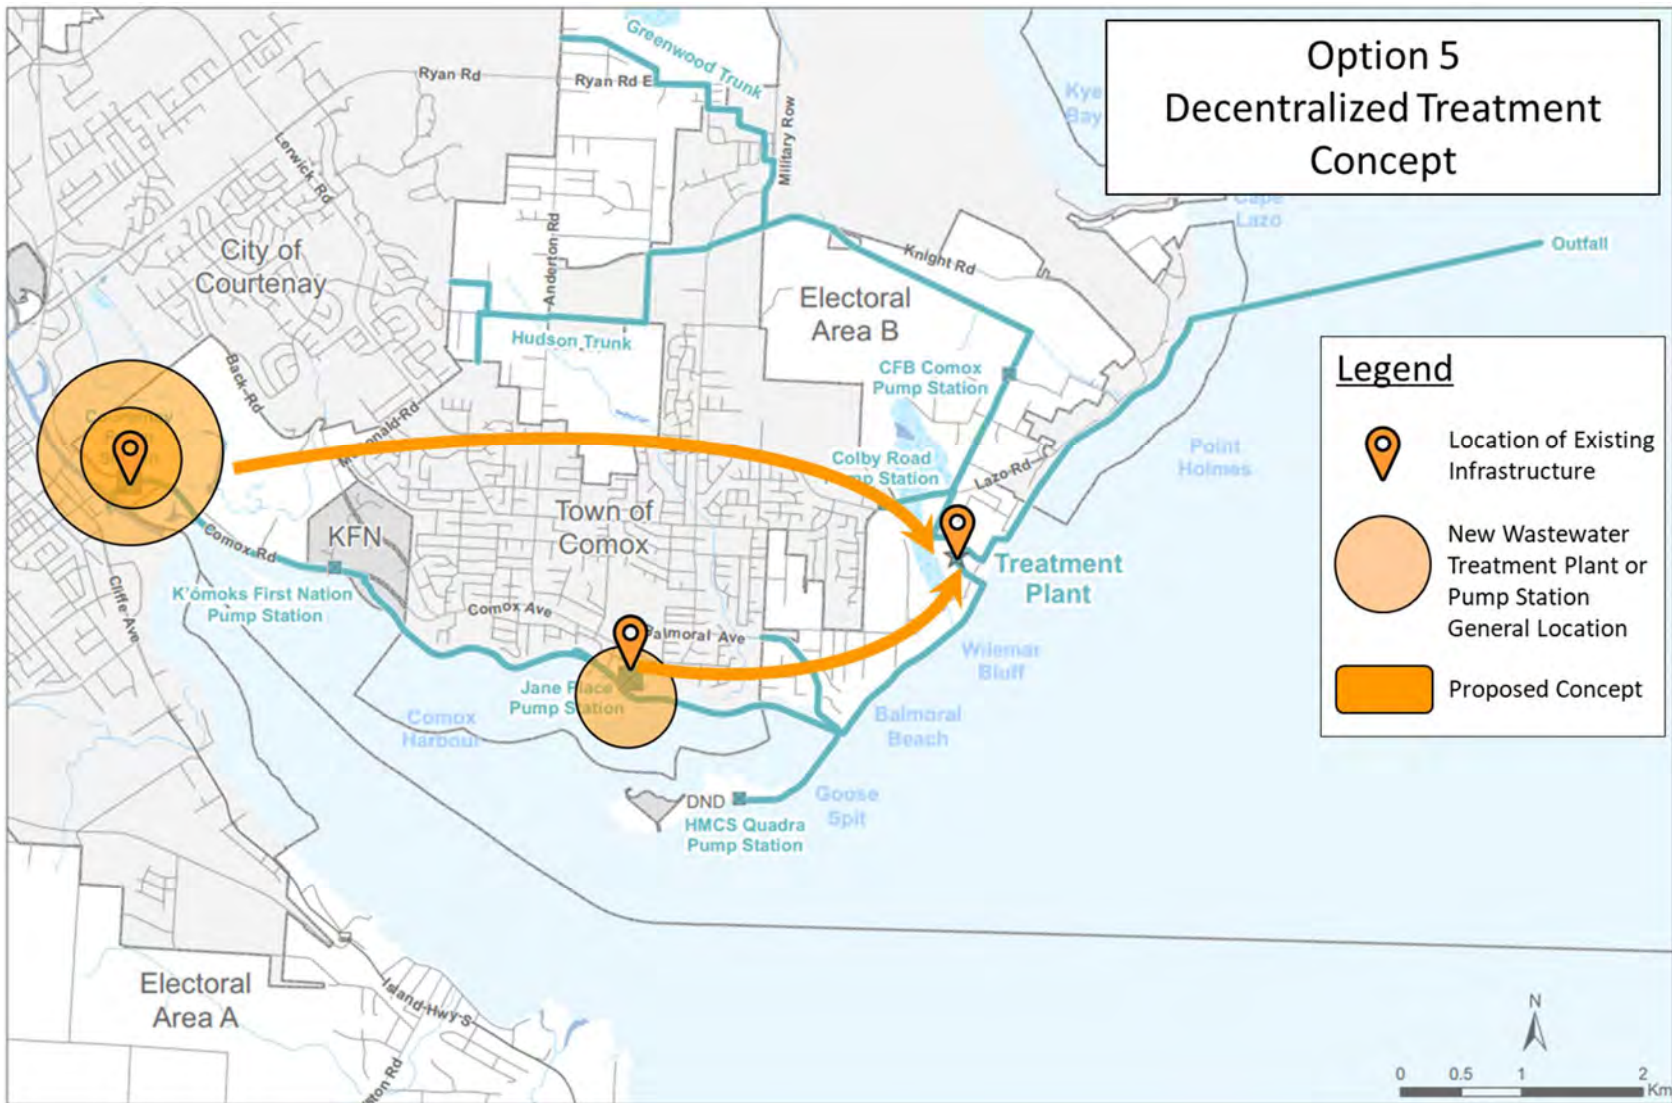 Option 5
Decentralized Treatment
Concept
Greenwood Trunk
Ryan Rd
Ryan Rd E
Military Row
Kye
Bay
Cape
Lazo
Outfall
Lerwick Rd
City of
Courtenay
Anderton Rd
Knight Rd
Electoral
Area B
Hudson Trunk
CFB Comox
Pump Station
Back Rd
Colby Road
Station
Lazo Rd
Point
Holmes
Town of
Comox
KFN
Comox Rd
Cliffe Ave
K'ómoks First Nation
Pump Station
Comox Ave
Balmoral Ave
Treatment
Plant
Wilemar
Bluff
Jane Place
Pump Station
Comox
Harbour
Balmoral
Beach
Goose
Spit
DND
HMCS Quadra
Pump Station
Electoral
Area A
Island-Hwy-S
Legend
Location of Existing
Infrastructure
New Wastewater
Treatment Plant or
Pump Station
General Location
Proposed Concept
N
0 0.5 1 2
Km